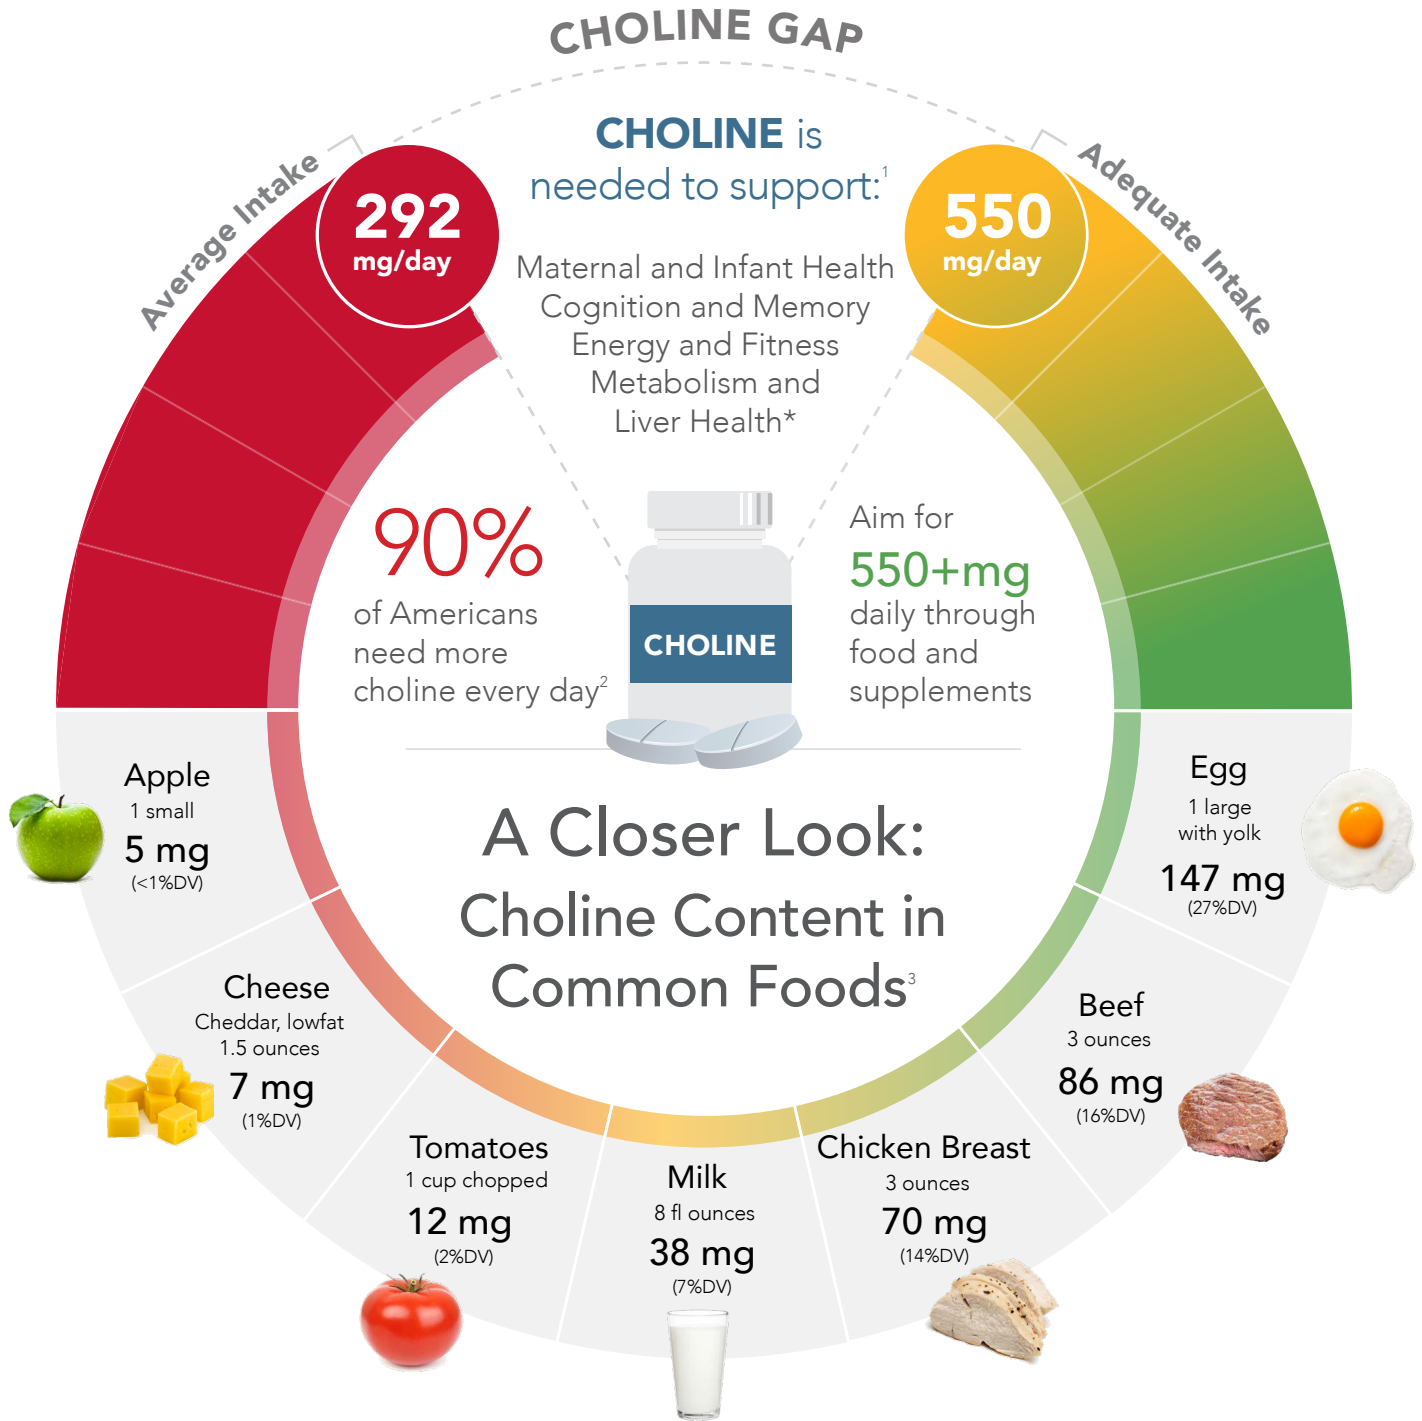 CHOLINE GAP
Average Intake
292
mg/day
CHOLINE is
needed to support:1
Maternal and Infant Health
Cognition and Memory
Energy and Fitness
Metabolism and
Liver Health*
550
mg/day
Adequate Intake
90%
of Americans
need more
choline every day2
CHOLINE
Aim for
550+mg
daily through
food and
supplements
A Closer Look:
Choline Content in
Common Foods3
Apple
1 small
5 mg
(<1%DV)
Cheese
Cheddar, lowfat
1.5 ounces
7 mg
(1%DV)
Tomatoes
1 cup chopped
12 mg
(2%DV)
Milk
8 fl ounces
38 mg
(7%DV)
Chicken Breast
3 ounces
70 mg
(14%DV)
Beef
3 ounces
86 mg
(16%DV)
Egg
1 large
with yolk
147 mg
(27%DV)